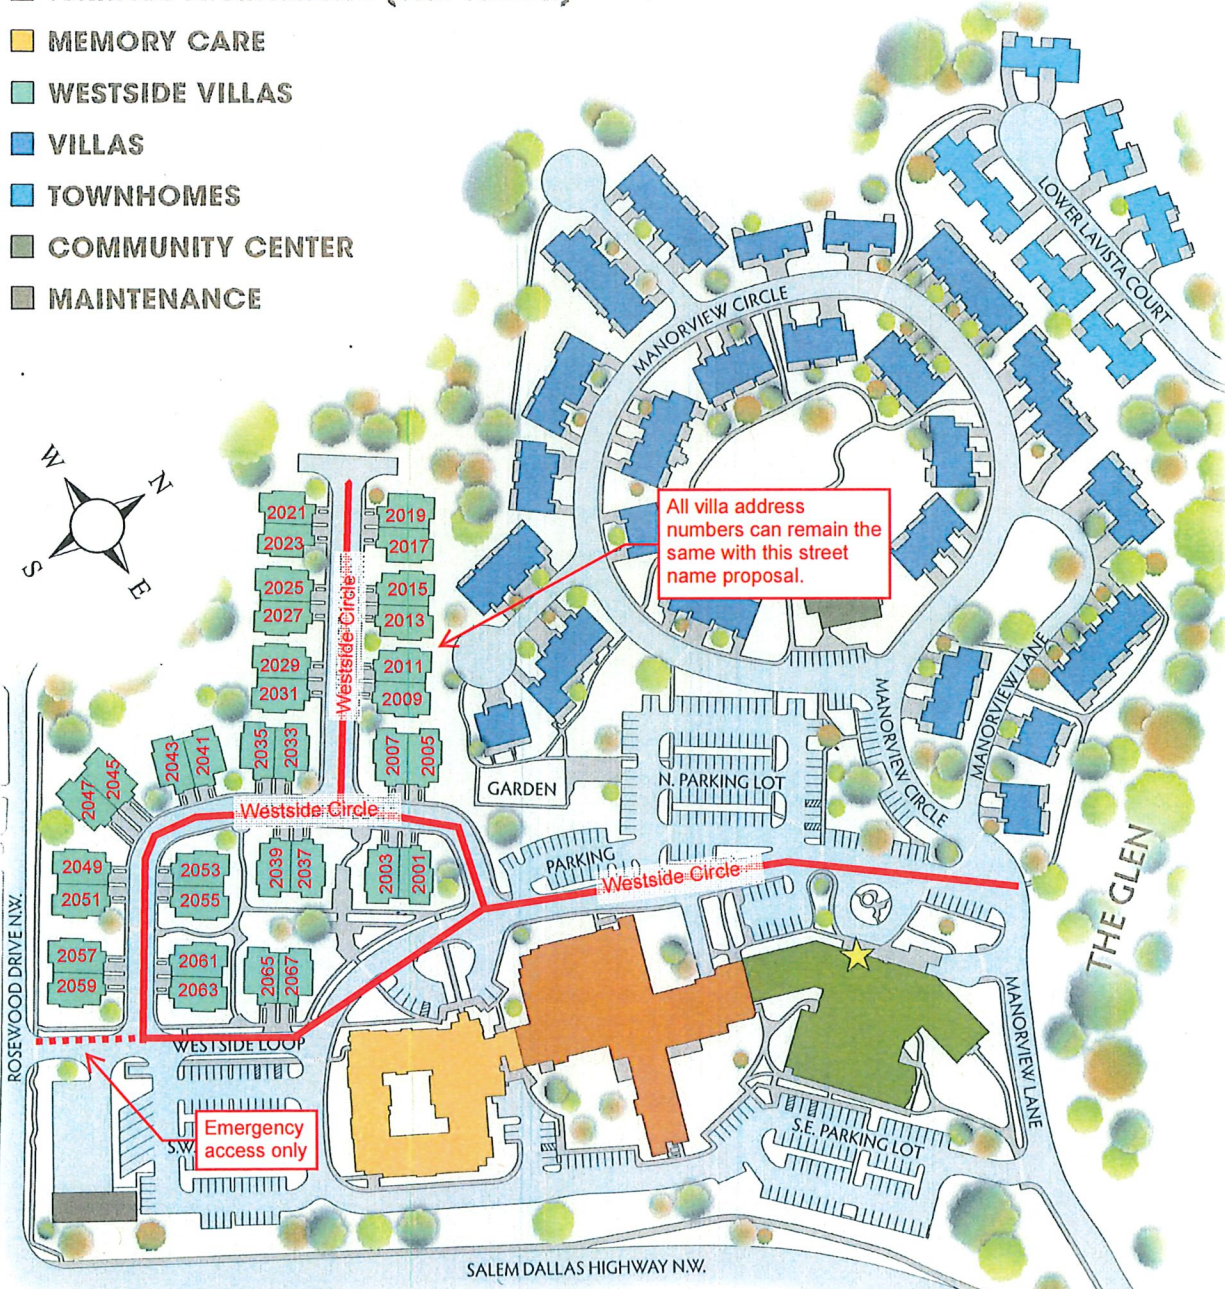 MEMORY CARE
WESTSIDE VILLAS
VILLAS
TOWNHOMES
COMMUNITY CENTER
MAINTENANCE
W
N
S
E
LOWER LAVISTA COURT
MANORVIEW CIRCLE
All villa address
numbers can remain the
same with this street
name proposal.
2021
2023
2019
2017
2025
2027
2015
2013
2029
2031
2011
2009
Westside Circle
2043
2041
2035
2033
2007
2005
2047
2045
Westside Circle
2049
2051
2053
2055
2039
2037
2003
2001
2057
2059
2061
2063
2065
2067
GARDEN
N. PARKING LOT
PARKING
Westside Circle
MANORVIEW CIRCLE
MANORVIEW LANE
THE GLEN
MANORVIEW LANE
ROSEWOOD DRIVE N.W.
WESTSIDE LOOP
Emergency
access only
S.W.
S.E. PARKING LOT
SALEM DALLAS HIGHWAY N.W.